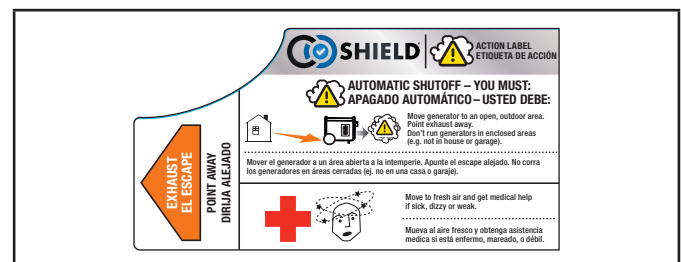 CO SHIELD
ACTION LABEL
ETIQUETA DE ACCIÓN
AUTOMATIC SHUTOFF – YOU MUST:
APAGADO AUTOMÁTICO – USTED DEBE:
Move generator to an open, outdoor area.
Point exhaust away.
Don't run generators in enclosed areas
(e.g. not in house or garage).
Mover el generador a un área abierta a la intemperie. Apunte el escape alejado. No corra
los generadores en áreas cerradas (ej. no en una casa o garaje).
EXHAUST
EL ESCAPE
POINT AWAY
DIRIJA ALEJADO
Move to fresh air and get medical help
if sick, dizzy or weak.
Mueva al aire fresco y obtenga asistencia
medica si está enfermo, mareado, o débil.